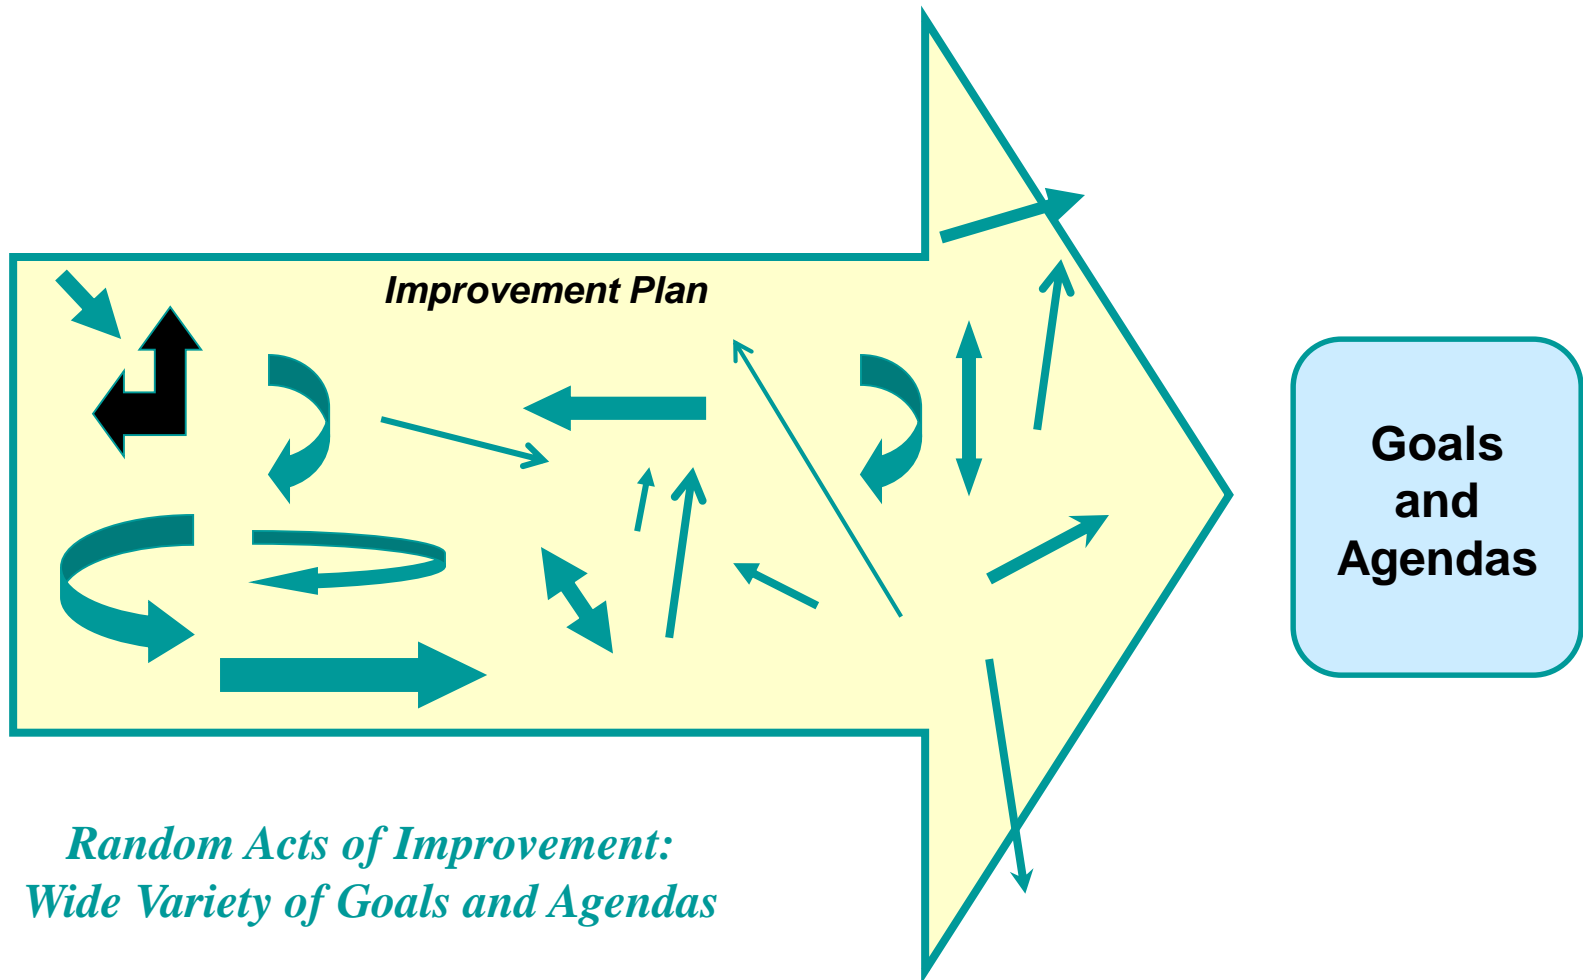 Improvement Plan
Goals
and
Agendas
Random Acts of Improvement:
Wide Variety of Goals and Agendas